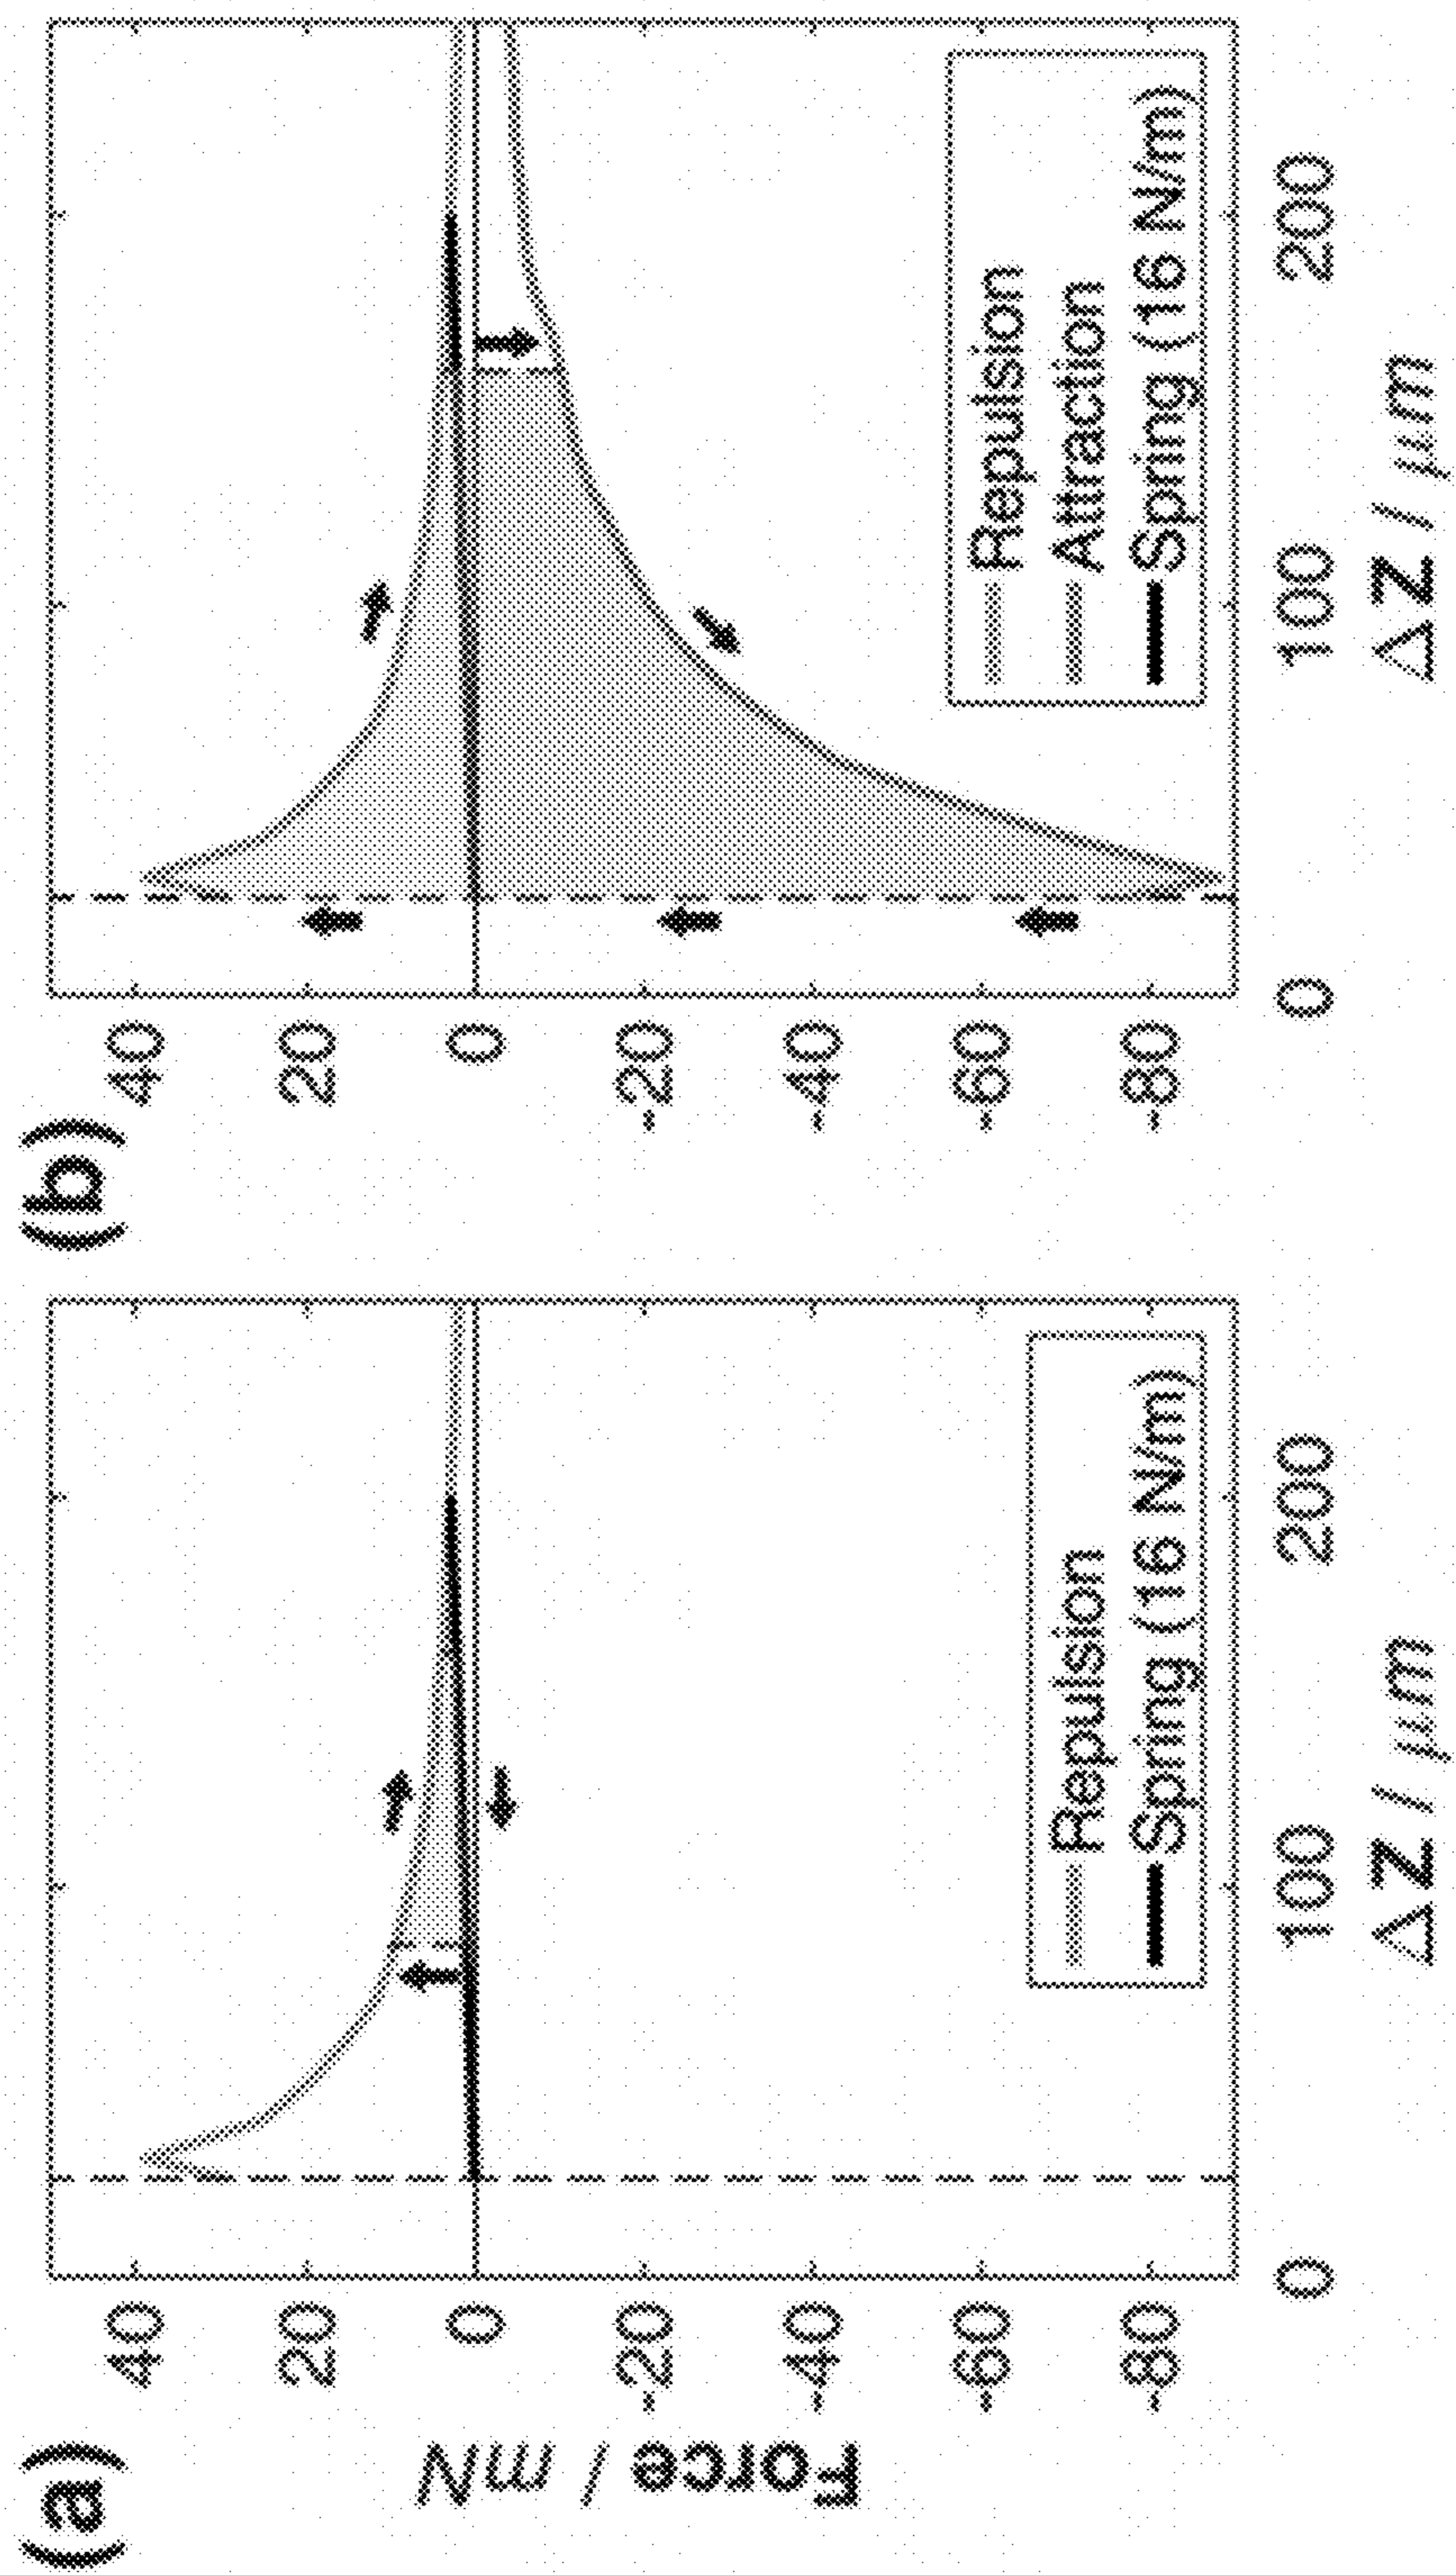 (a)
Force / mN
40
20
0
-20
-40
-60
-80
0
100
200
ΔZ / μm
Repulsion
Spring (16 N/m)
(b)
40
20
0
-20
-40
-60
-80
0
100
200
ΔZ / μm
Repulsion
Attraction
Spring (16 N/m)